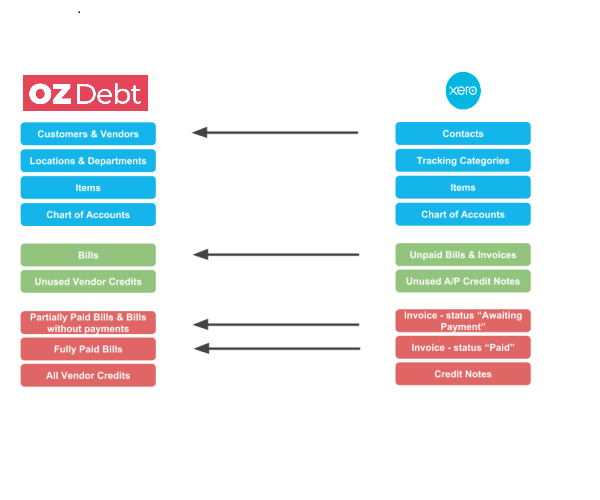 OZDebt
xero
Customers & Vendors
Contacts
Locations & Departments
Tracking Categories
Items
Items
Chart of Accounts
Chart of Accounts
Bills
Unpaid Bills & Invoices
Unused Vendor Credits
Unused A/P Credit Notes
Partially Paid Bills & Bills
without payments
Invoice - status “Awaiting
Payment”
Fully Paid Bills
Invoice - status “Paid”
All Vendor Credits
Credit Notes